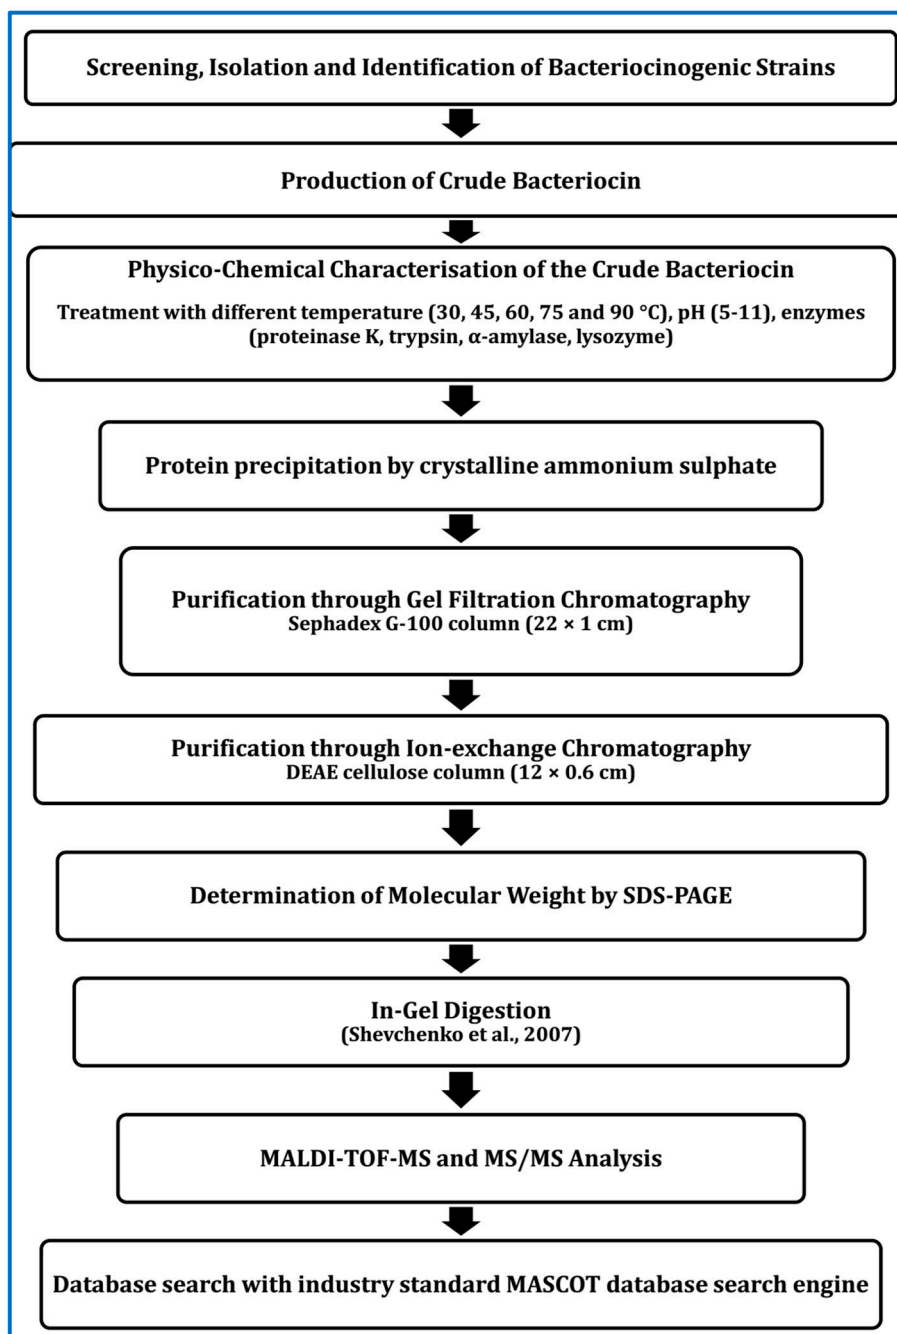 Screening, Isolation and Identification of Bacteriocinogenic Strains
Production of Crude Bacteriocin
Physico-Chemical Characterisation of the Crude Bacteriocin
Treatment with different temperature (30, 45, 60, 75 and 90 °C), pH (5-11), enzymes
(proteinase K, trypsin, α-amylase, lysozyme)
Protein precipitation by crystalline ammonium sulphate
Purification through Gel Filtration Chromatography
Sephadex G-100 column (22 × 1 cm)
Purification through Ion-exchange Chromatography
DEAE cellulose column (12 × 0.6 cm)
Determination of Molecular Weight by SDS-PAGE
In-Gel Digestion
(Shevchenko et al., 2007)
MALDI-TOF-MS and MS/MS Analysis
Database search with industry standard MASCOT database search engine